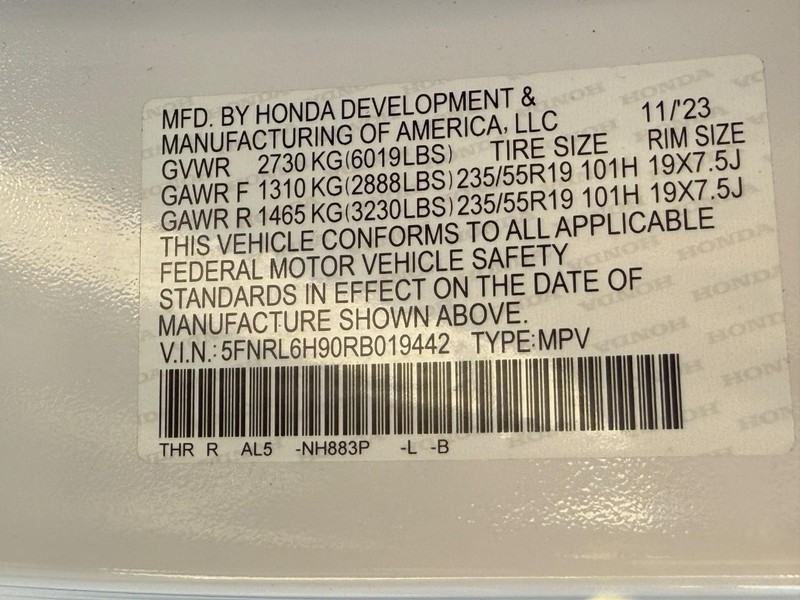 MFD. BY HONDA DEVELOPMENT &
MANUFACTURING OF AMERICA, LLC 11/'23
GVWR 2730 KG(6019LBS) TIRE SIZE RIM SIZE
GAWR F 1310 KG(2888LBS) 235/55R19 101H 19X7.5J
GAWR R 1465 KG(3230LBS) 235/55R19 101H 19X7.5J
THIS VEHICLE CONFORMS TO ALL APPLICABLE
FEDERAL MOTOR VEHICLE SAFETY
STANDARDS IN EFFECT ON THE DATE OF
MANUFACTURE SHOWN ABOVE.
V.I.N.: 5FNRL6H90RB019442 TYPE:MPV
THR R AL5 -NH883P -L -B